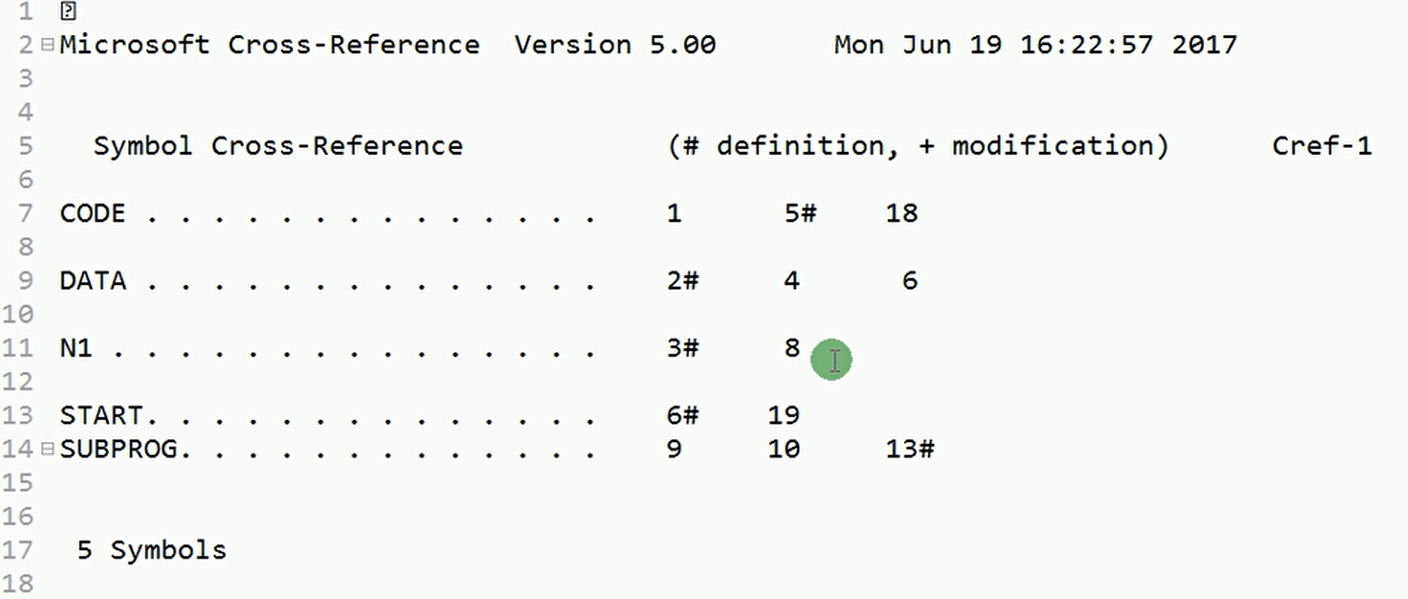 1 �
2 Microsoft Cross-Reference  Version 5.00       Mon Jun 19 16:22:57 2017
3
4
5   Symbol Cross-Reference            (# definition, + modification)      Cref-1
6
7 CODE . . . . . . . . . . . . . .    1      5#    18
8
9 DATA . . . . . . . . . . . . . .    2#     4      6
10
11 N1 . . . . . . . . . . . . . . .    3#     8
12
13 START. . . . . . . . . . . . . .    6#    19
14 SUBPROG. . . . . . . . . . . . .    9     10     13#
15
16
17  5 Symbols
18